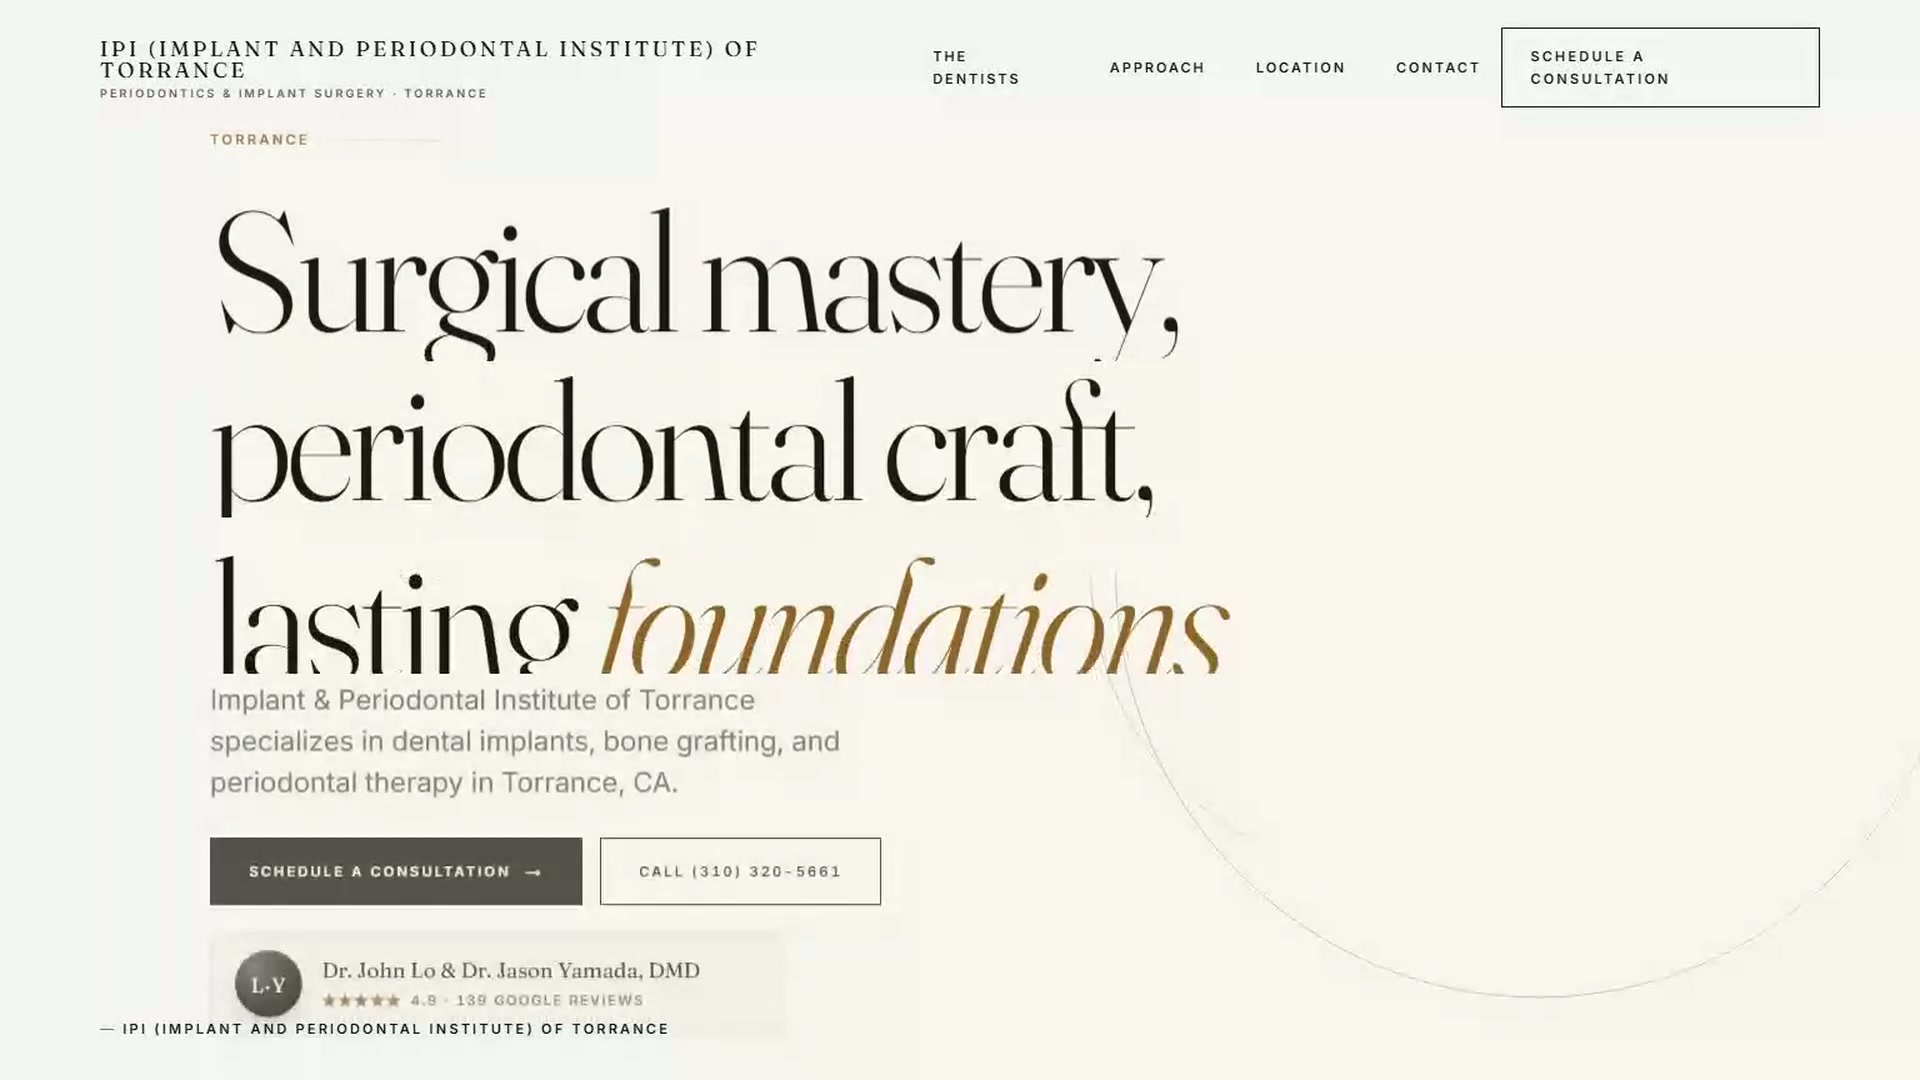 IPI (IMPLANT AND PERIODONTAL INSTITUTE) OF
TORRANCE
PERIODONTICS & IMPLANT SURGERY · TORRANCE
THE
DENTISTS
APPROACH
LOCATION
CONTACT
SCHEDULE A
CONSULTATION
TORRANCE
Surgical mastery,
periodontal craft,
lasting foundations
Implant & Periodontal Institute of Torrance
specializes in dental implants, bone grafting, and
periodontal therapy in Torrance, CA.
SCHEDULE A CONSULTATION →
CALL (310) 320-5661
L·Y
Dr. John Lo & Dr. Jason Yamada, DMD
★★★★★ 4.9 · 139 GOOGLE REVIEWS
— IPI (IMPLANT AND PERIODONTAL INSTITUTE) OF TORRANCE